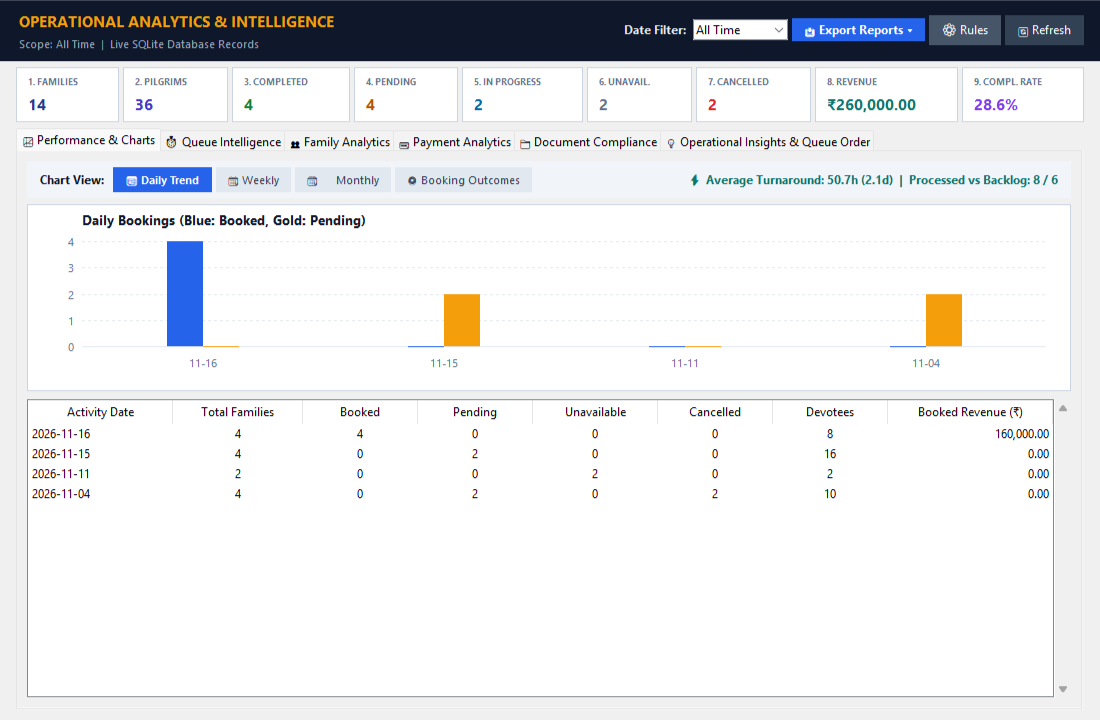 OPERATIONAL ANALYTICS & INTELLIGENCE
Scope: All Time | Live SQLite Database Records
Date Filter: All Time Export Reports Rules Refresh
1. FAMILIES 2. PILGRIMS 3. COMPLETED 4. PENDING 5. IN PROGRESS 6. UNAVAIL. 7. CANCELLED 8. REVENUE 9. COMPL. RATE
14 36 4 4 2 2 2 ₹260,000.00 28.6%
Performance & Charts Queue Intelligence Family Analytics Payment Analytics Document Compliance Operational Insights & Queue Order
Chart View: Daily Trend Weekly Monthly Booking Outcomes Average Turnaround: 50.7h (2.1d) | Processed vs Backlog: 8 / 6
Daily Bookings (Blue: Booked, Gold: Pending)
4
3
2
1
0
11-16 11-15 11-11 11-04
Activity Date Total Families Booked Pending Unavailable Cancelled Devotees Booked Revenue (₹)
2026-11-16 4 4 0 0 0 8 160,000.00
2026-11-15 4 0 2 0 0 16 0.00
2026-11-11 2 0 0 2 0 2 0.00
2026-11-04 4 0 2 0 2 10 0.00